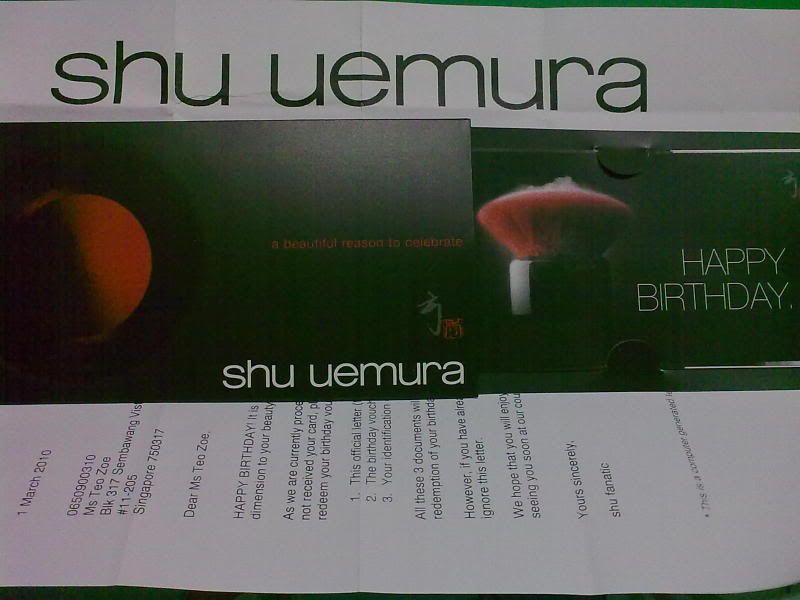 shu uemura
a beautiful reason to celebrate
shu uemura
HAPPY
BIRTHDAY.
1 March 2010
0650900310
Ms Teo Zoe
Blk 317 Sembawang
#11-205
Singapore 750317
Dear Ms Teo Zoe,
HAPPY BIRTHDAY! It is
dimension to your beauty
As we are currently
not received your card,
redeem your birthday
1. This official letter
2. The birthday
3. Your identification
All these 3 documents
redemption of your
However, if you have
ignore this letter.
We hope that you will enjoy
seeing you soon at our
Yours sincerely,
shu fanatic
* This is a computer generated